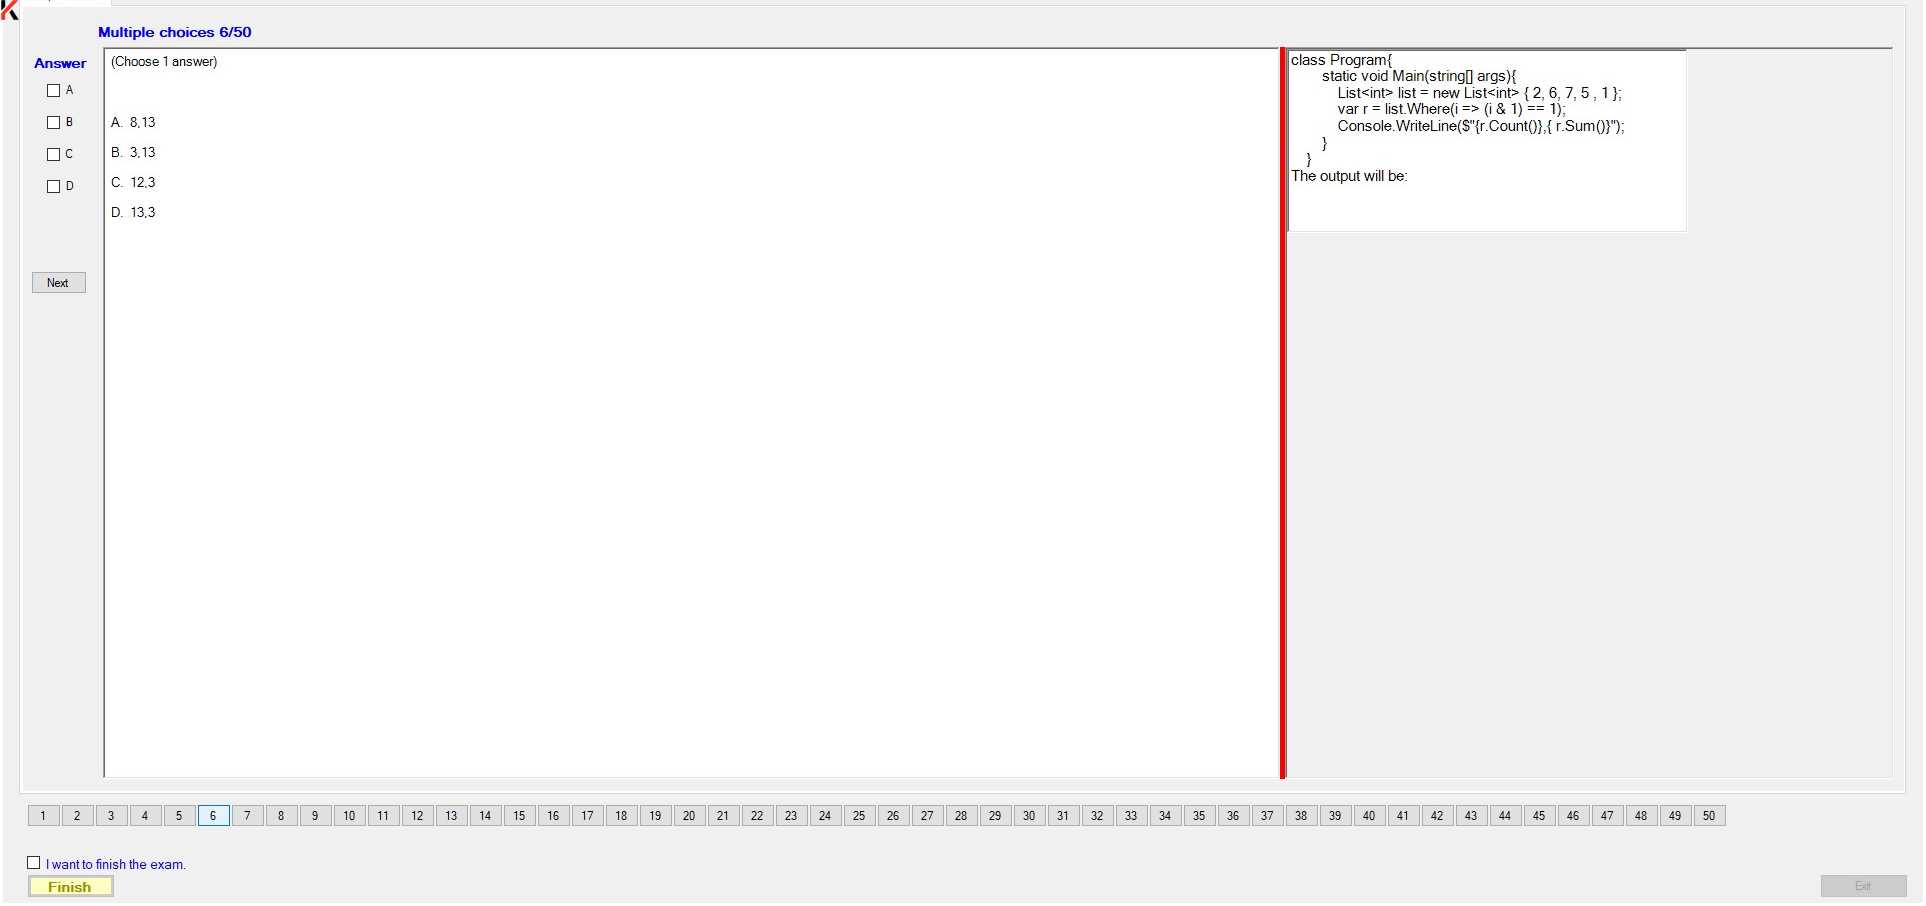 Multiple choices 6/50
Answer
A
B
C
D
Next
(Choose 1 answer)
A. 8,13
B. 3,13
C. 12,3
D. 13,3
class Program{
static void Main(string[] args){
List<int> list = new List<int> { 2, 6, 7, 5 , 1 };
var r = list.Where(i => (i & 1) == 1);
Console.WriteLine($"{r.Count()},{ r.Sum()}");
}
}
The output will be:
1 2 3 4 5 6 7 8 9 10 11 12 13 14 15 16 17 18 19 20 21 22 23 24 25 26 27 28 29 30 31 32 33 34 35 36 37 38 39 40 41 42 43 44 45 46 47 48 49 50
I want to finish the exam.
Finish
Exit